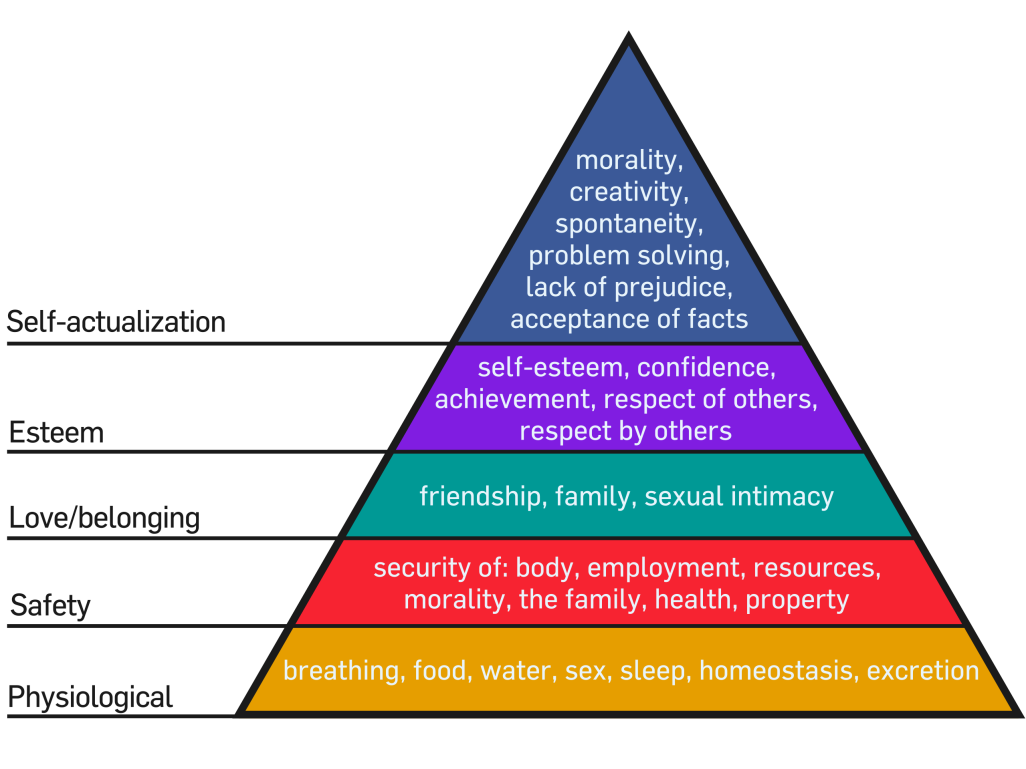 morality,
creativity,
spontaneity,
problem solving,
lack of prejudice,
acceptance of facts
Self-actualization
self-esteem, confidence,
achievement, respect of others,
respect by others
Esteem
friendship, family, sexual intimacy
Love/belonging
security of: body, employment, resources,
morality, the family, health, property
Safety
breathing, food, water, sex, sleep, homeostasis, excretion
Physiological